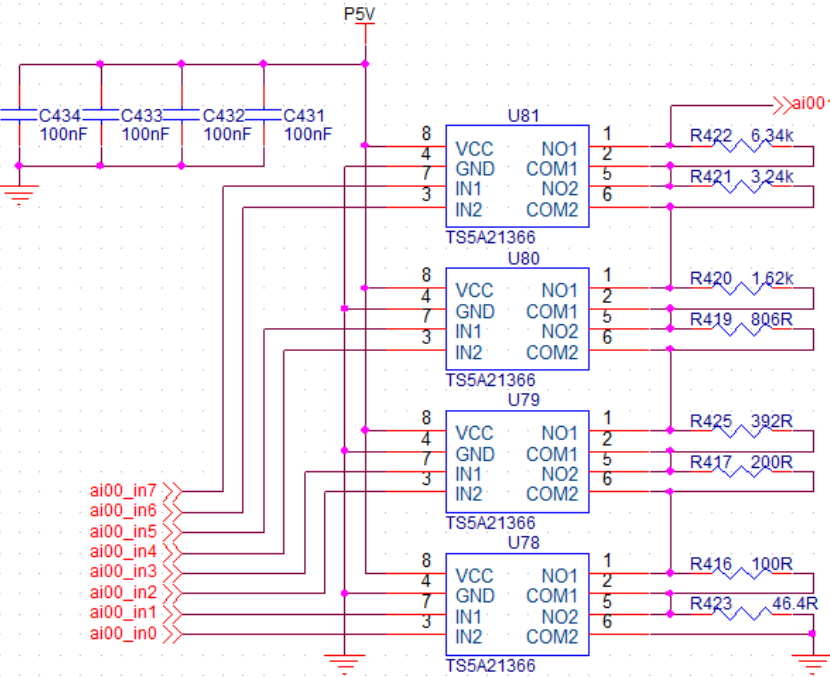 P5V
C434
100nF
C433
100nF
C432
100nF
C431
100nF
U81
8 VCC NO1 1
4 GND COM1 2
7 IN1 NO2 5
3 IN2 COM2 6
TS5A21366
ai001
R422 6.34k
R421 3.24k
U80
8 VCC NO1 1
4 GND COM1 2
7 IN1 NO2 5
3 IN2 COM2 6
TS5A21366
R420 1.62k
R419 806R
U79
8 VCC NO1 1
4 GND COM1 2
7 IN1 NO2 5
3 IN2 COM2 6
TS5A21366
R425 392R
R417 200R
U78
8 VCC NO1 1
4 GND COM1 2
7 IN1 NO2 5
3 IN2 COM2 6
TS5A21366
R416 100R
R423 46.4R
ai00_in7
ai00_in6
ai00_in5
ai00_in4
ai00_in3
ai00_in2
ai00_in1
ai00_in0